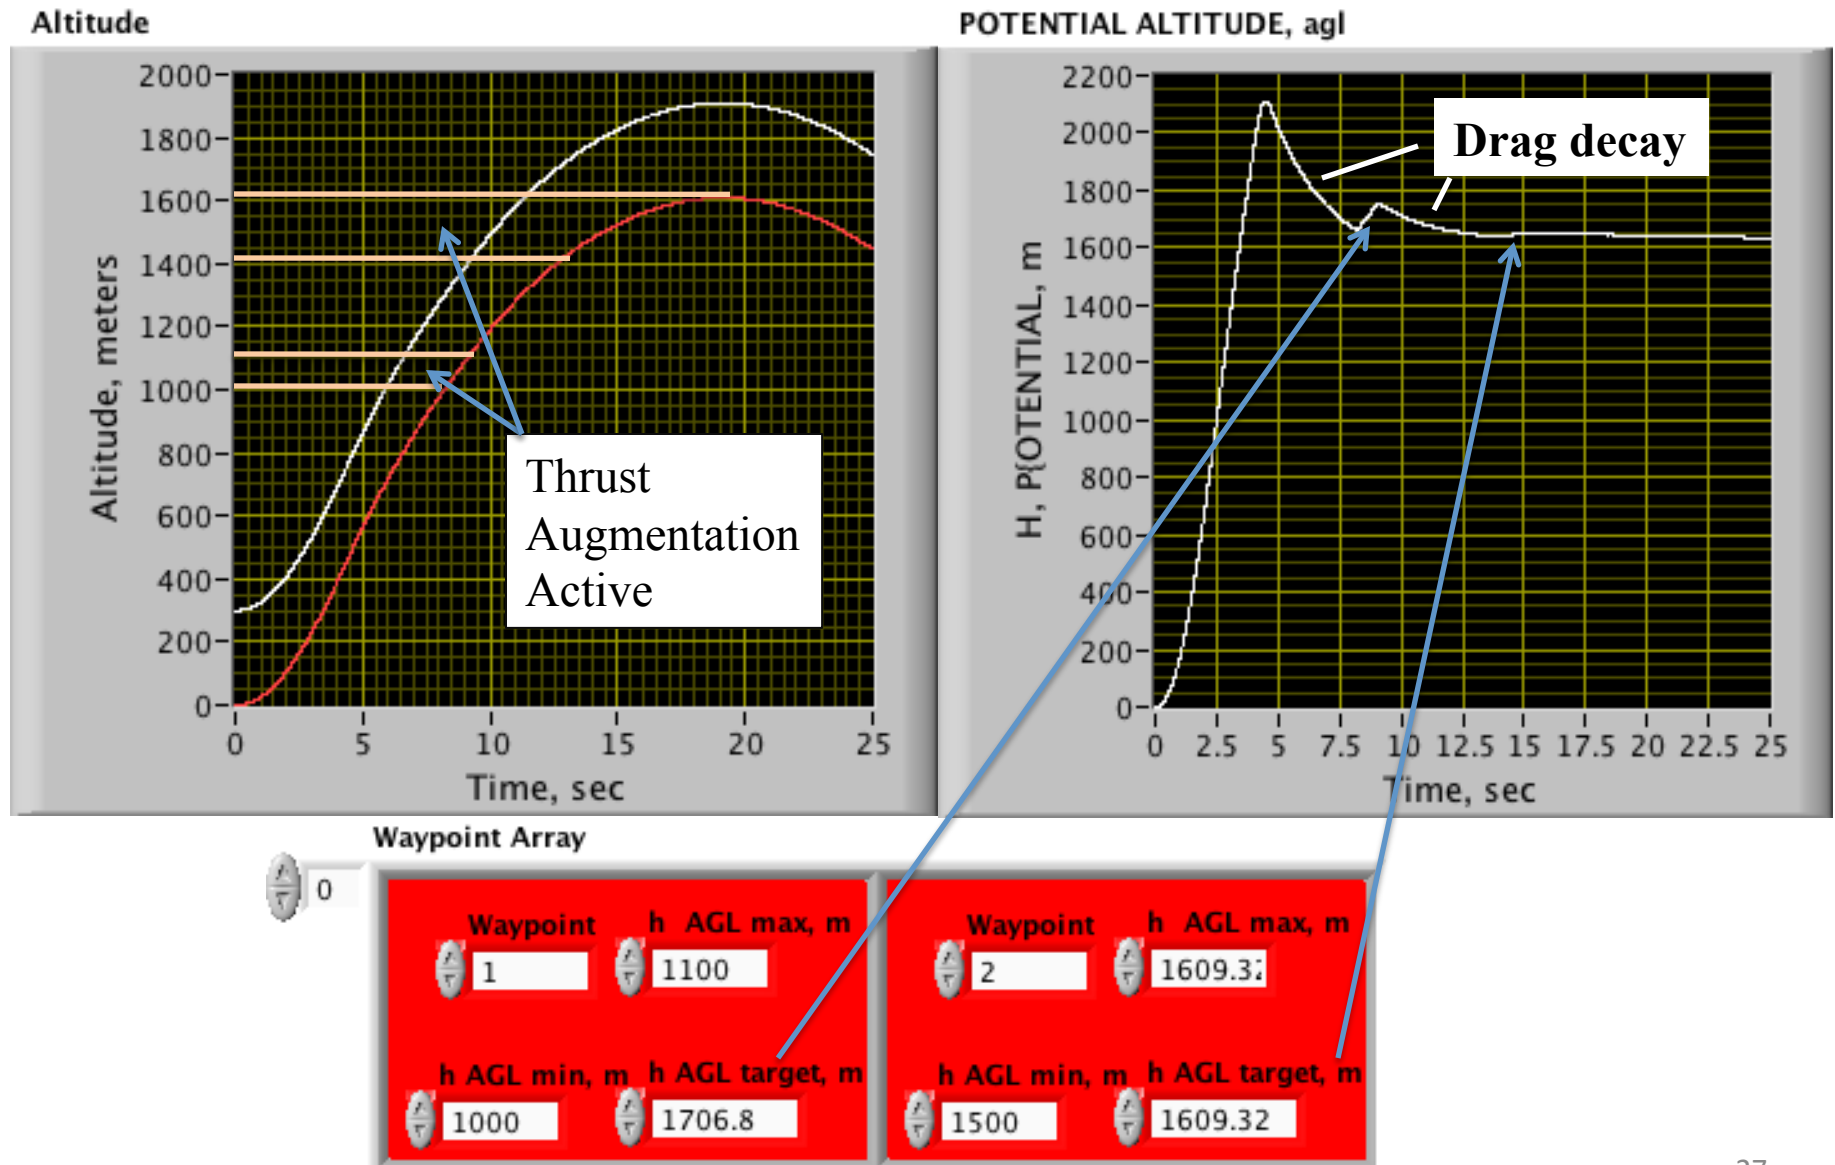 Altitude
2000
1800
1600
1400
1200
1000
800
600
400
200
0
Altitude, meters
0 5 10 15 20 25
Time, sec
Thrust
Augmentation
Active
POTENTIAL ALTITUDE, agl
2200
2000
1800
1600
1400
1200
1000
800
600
400
200
0
H, P{OTENTIAL, m
0 2.5 5 7.5 10 12.5 15 17.5 20 22.5 25
Time, sec
Drag decay
Waypoint Array
0
Waypoint h AGL max, m
1 1100
h AGL min, m h AGL target, m
1000 1706.8
Waypoint h AGL max, m
2 1609.32
h AGL min, m h AGL target, m
1500 1609.32